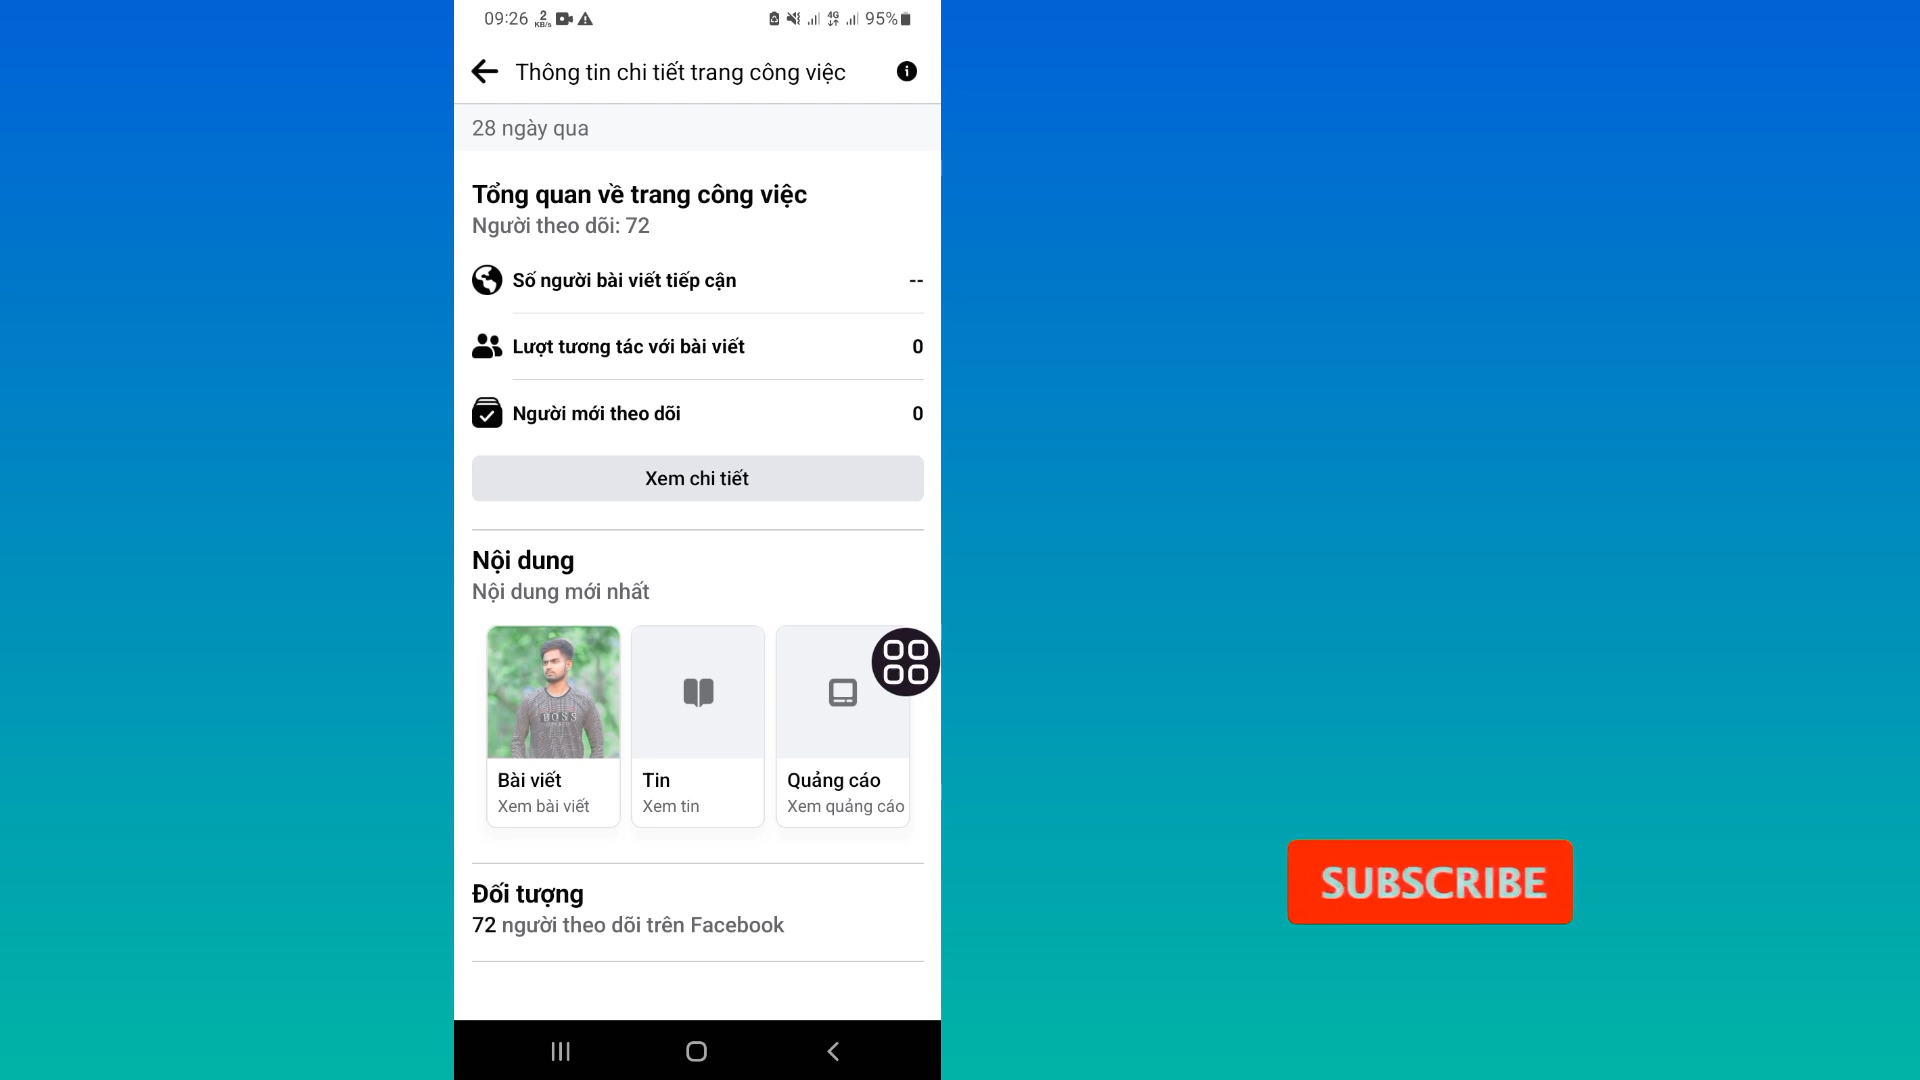 09:26 2 KB/s 4G 95%
Thông tin chi tiết trang công việc
28 ngày qua
Tổng quan về trang công việc
Người theo dõi: 72
Số người bài viết tiếp cận --
Lượt tương tác với bài viết 0
Người mới theo dõi 0
Xem chi tiết
Nội dung
Nội dung mới nhất
BOSS
Bài viết Tin Quảng cáo
Xem bài viết Xem tin Xem quảng cáo
Đối tượng
72 người theo dõi trên Facebook
SUBSCRIBE